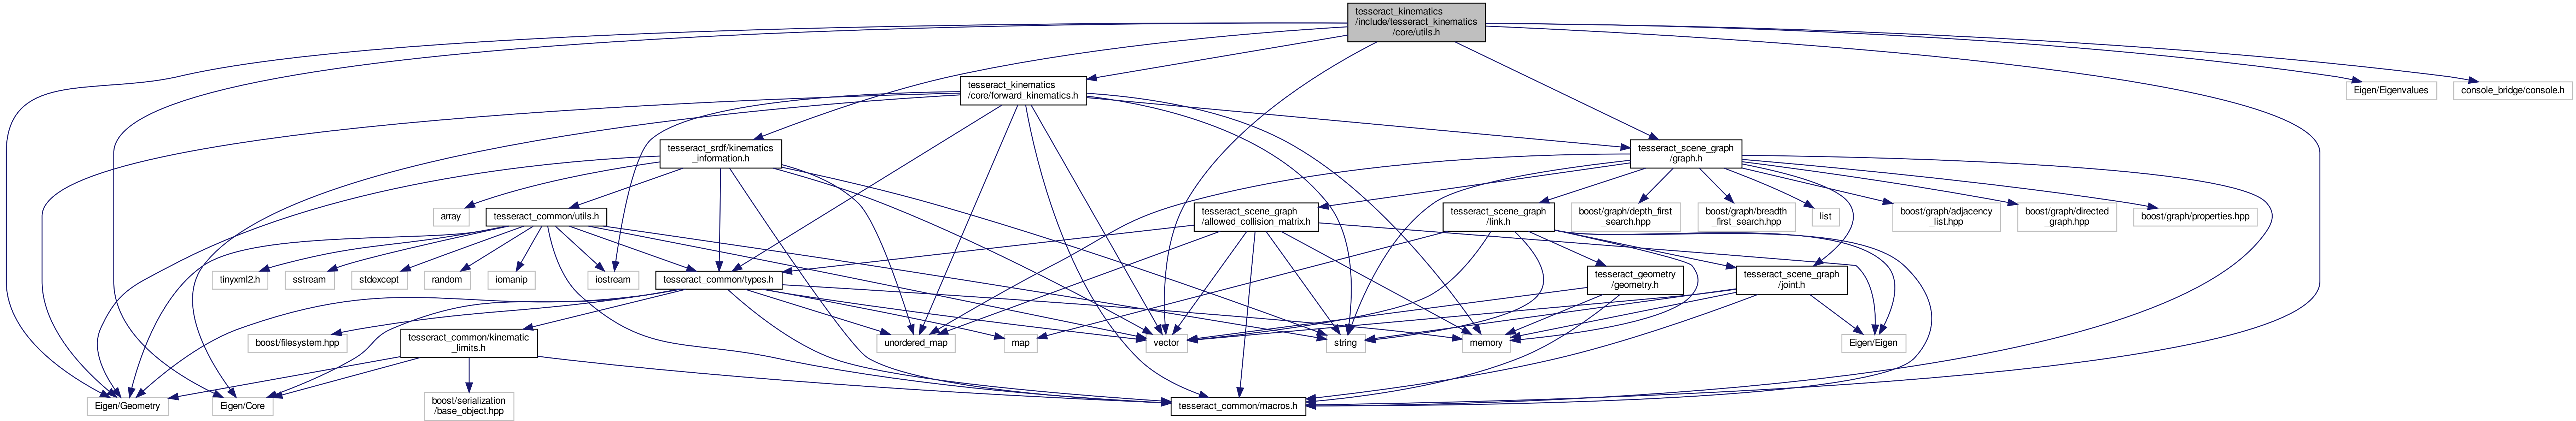 tesseract_kinematics
/include/tesseract_kinematics
/core/utils.h
tesseract_kinematics
/core/forward_kinematics.h
Eigen/Eigenvalues
console_bridge/console.h
tesseract_srdf/kinematics
_information.h
tesseract_scene_graph
/graph.h
array
tesseract_common/utils.h
tesseract_scene_graph
/allowed_collision_matrix.h
tesseract_scene_graph
/link.h
boost/graph/depth_first
_search.hpp
boost/graph/breadth
_first_search.hpp
list
boost/graph/adjacency
_list.hpp
boost/graph/directed
_graph.hpp
boost/graph/properties.hpp
tinyxml2.h
sstream
stdexcept
random
iomanip
iostream
tesseract_common/types.h
tesseract_geometry
/geometry.h
tesseract_scene_graph
/joint.h
boost/filesystem.hpp
tesseract_common/kinematic
_limits.h
unordered_map
map
vector
string
memory
Eigen/Eigen
Eigen/Geometry
Eigen/Core
boost/serialization
/base_object.hpp
tesseract_common/macros.h